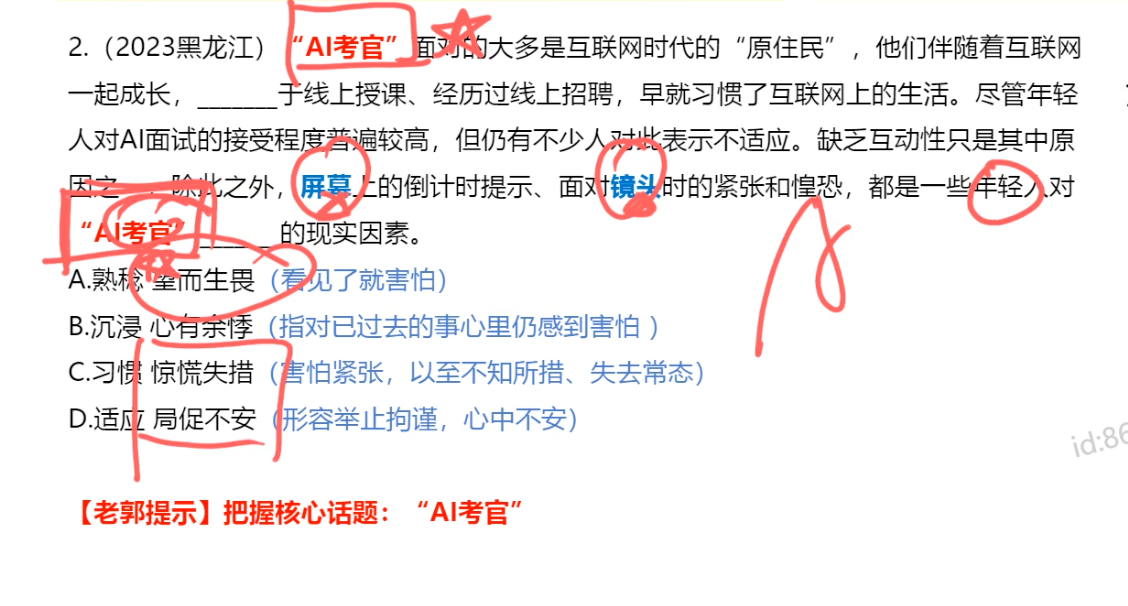 2.（2023黑龙江）“AI考官”面对的大多是互联网时代的“原住民”，他们伴随着互联网
一起成长，_______于线上授课、经历过线上招聘，早就习惯了互联网上的生活。尽管年轻
人对AI面试的接受程度普遍较高，但仍有不少人对此表示不适应。缺乏互动性只是其中原
因之一，除此之外，屏幕上的倒计时提示、面对镜头时的紧张和惶恐，都是一些年轻人对
“AI考官”_______的现实因素。
A.熟稔 望而生畏（看见了就害怕）
B.沉浸 心有余悸（指对已过去的事心里仍感到害怕 ）
C.习惯 惊慌失措（害怕紧张，以至不知所措、失去常态）
D.适应 局促不安（形容举止拘谨，心中不安）
id:86
【老郭提示】把握核心话题：“AI考官”